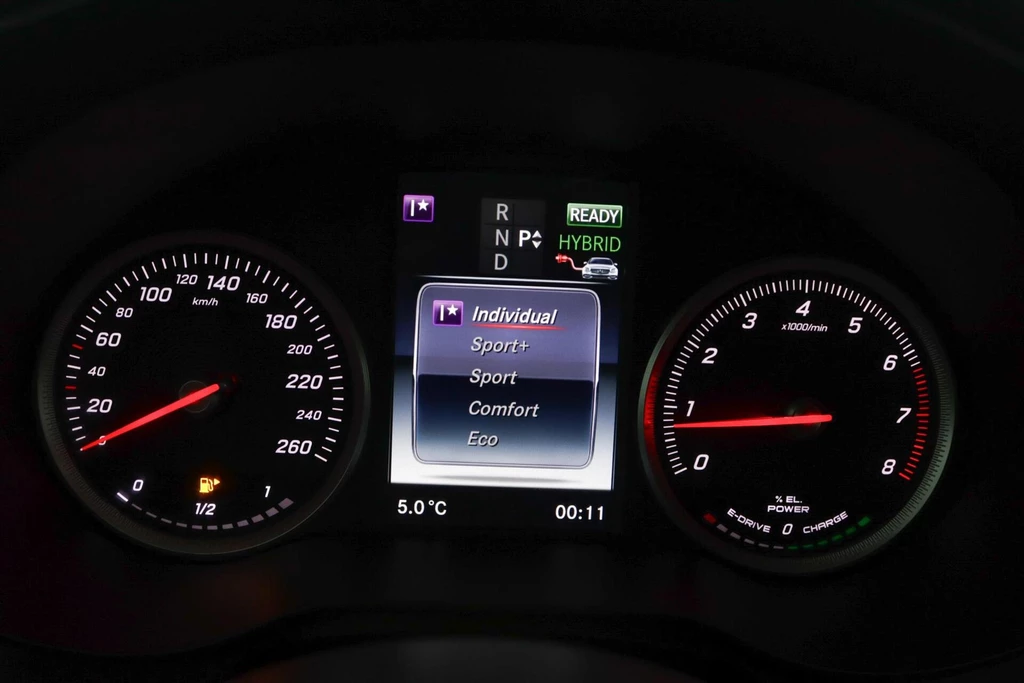 0
20
40
60
80
100
120
140
160
180
200
220
240
260
km/h
0 1/2 1
I★
R
N
D
P
READY
HYBRID
I★ Individual
Sport+
Sport
Comfort
Eco
5.0°C 00:11
0
1
2
3
4
5
6
7
8
x1000/min
% EL.
POWER
E-DRIVE 0 CHARGE